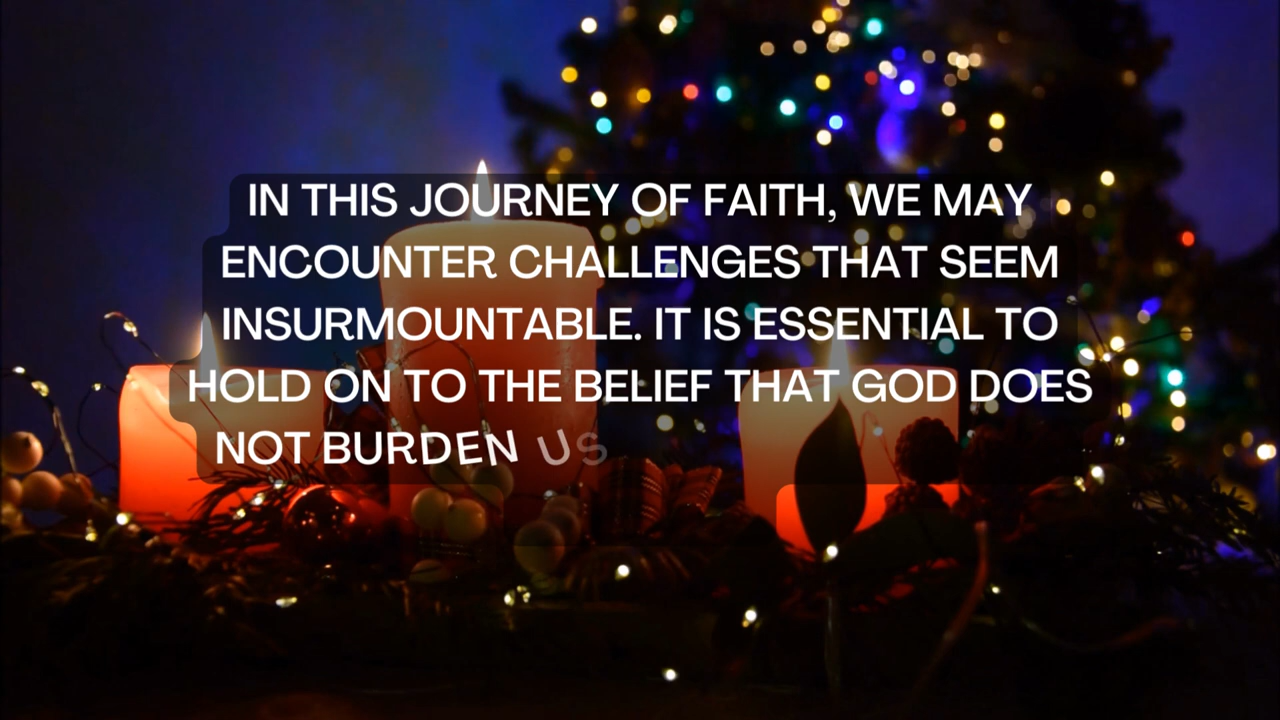 IN THIS JOURNEY OF FAITH, WE MAY
ENCOUNTER CHALLENGES THAT SEEM
INSURMOUNTABLE. IT IS ESSENTIAL TO
HOLD ON TO THE BELIEF THAT GOD DOES
NOT BURDEN US